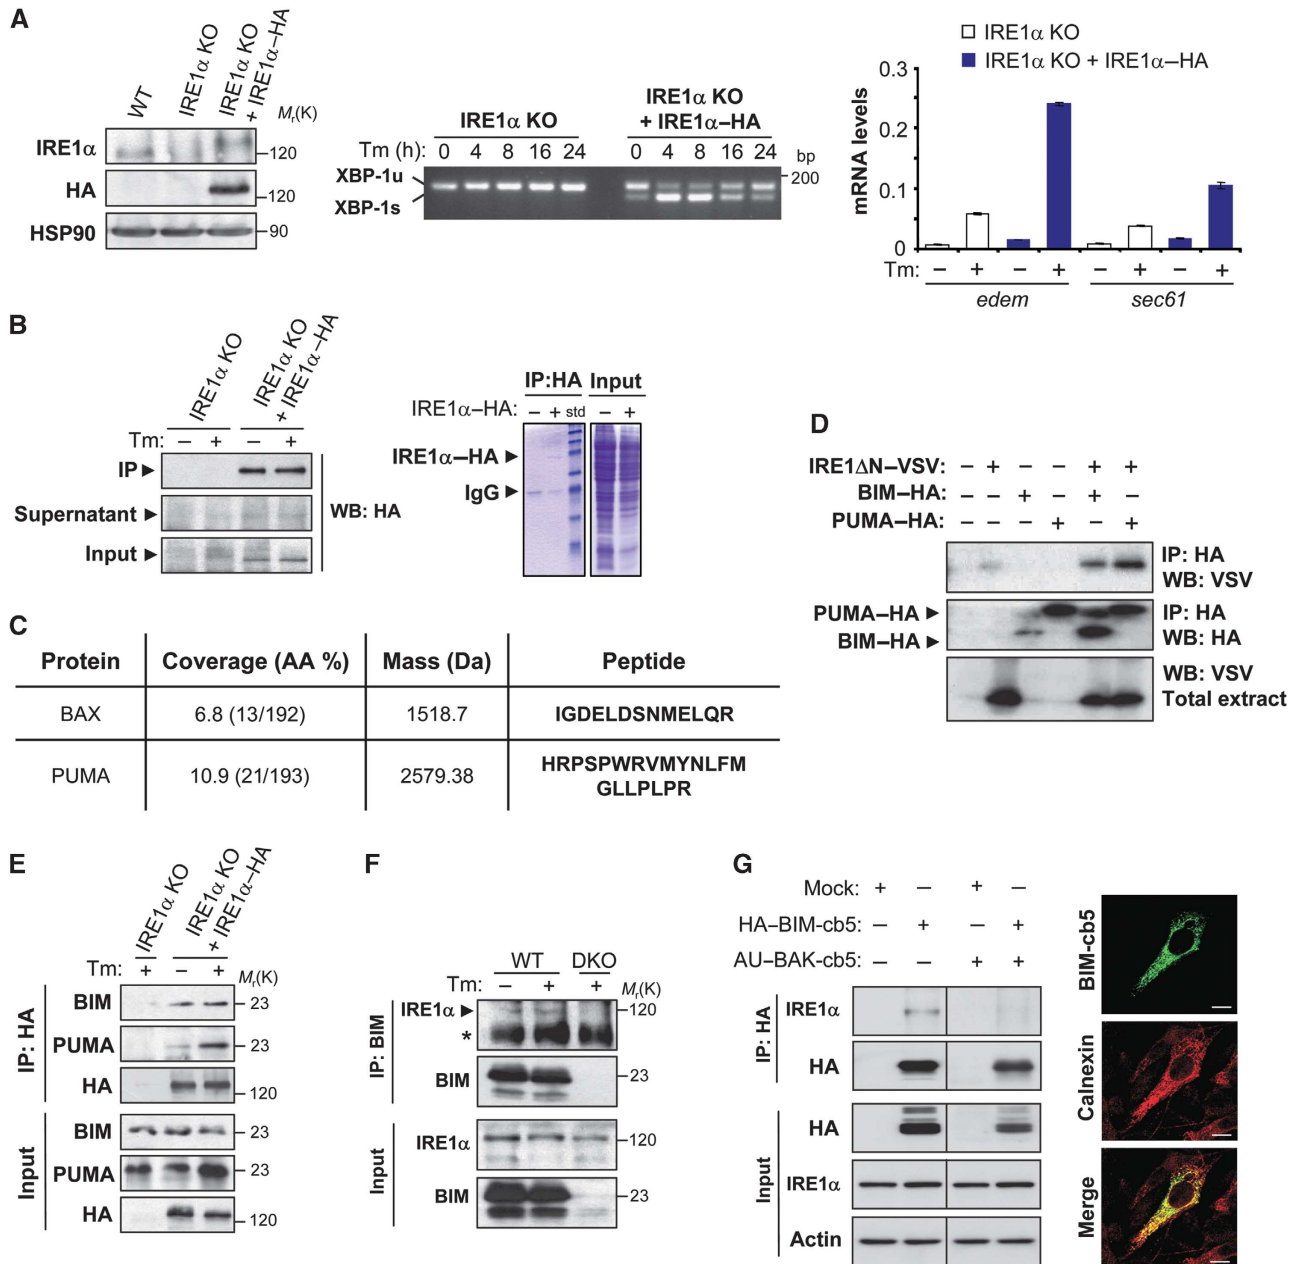 A
WT
IRE1α KO
IRE1α KO
+ IRE1α–HA
Mr(K)
IRE1α
120
HA
120
HSP90
90
IRE1α KO
IRE1α KO
+ IRE1α–HA
Tm (h): 0 4 8 16 24 0 4 8 16 24
bp
XBP-1u
200
XBP-1s
IRE1α KO
IRE1α KO + IRE1α–HA
mRNA levels
0.3
0.2
0.1
0
Tm: – + – + – + – +
edem sec61
B
IRE1α KO
IRE1α KO
+ IRE1α–HA
Tm: – + – +
IP
Supernatant
Input
WB: HA
IP:HA Input
IRE1α–HA: – + std – +
IRE1α–HA
IgG
C
Protein Coverage (AA %) Mass (Da) Peptide
BAX 6.8 (13/192) 1518.7 IGDELDSNMELQR
PUMA 10.9 (21/193) 2579.38 HRPSPWRVMYNLFM
GLLPLPR
D
IRE1ΔN–VSV: – + – – + +
BIM–HA: – – + – + –
PUMA–HA: – – – + – +
IP: HA
WB: VSV
PUMA–HA
BIM–HA
IP: HA
WB: HA
WB: VSV
Total extract
E
IRE1α KO
IRE1α KO
+ IRE1α–HA
Tm: + – +
Mr(K)
IP: HA
BIM
23
PUMA
23
HA
120
Input
BIM
23
PUMA
23
HA
120
F
WT DKO
Tm: – + +
Mr(K)
IP: BIM
IRE1α
120
*
BIM
23
Input
IRE1α
120
BIM
23
G
Mock: + – + –
HA–BIM-cb5: – + – +
AU–BAK-cb5: – – + +
IP: HA
IRE1α
HA
Input
HA
IRE1α
Actin
BIM-cb5
Calnexin
Merge